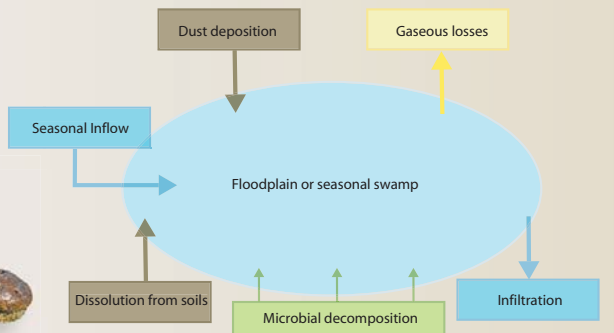 Dust deposition
Gaseous losses
Seasonal Inflow
Floodplain or seasonal swamp
Dissolution from soils
Microbial decomposition
Infiltration